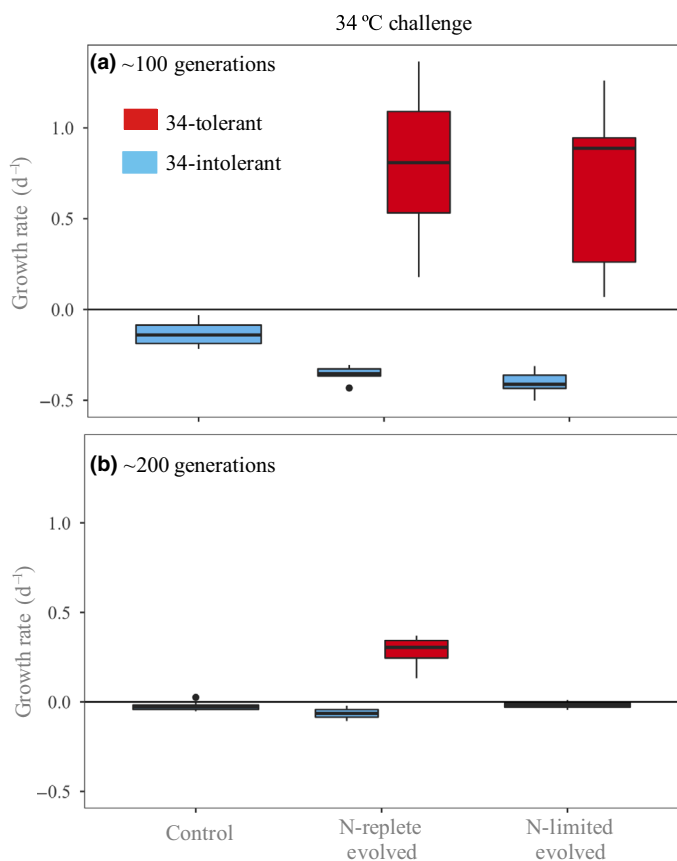 34 ºC challenge
(a) ~100 generations
34-tolerant
34-intolerant
Growth rate (d⁻¹)
1.0
0.5
0.0
−0.5
(b) ~200 generations
Growth rate (d⁻¹)
1.0
0.5
0.0
−0.5
Control
N-replete
evolved
N-limited
evolved